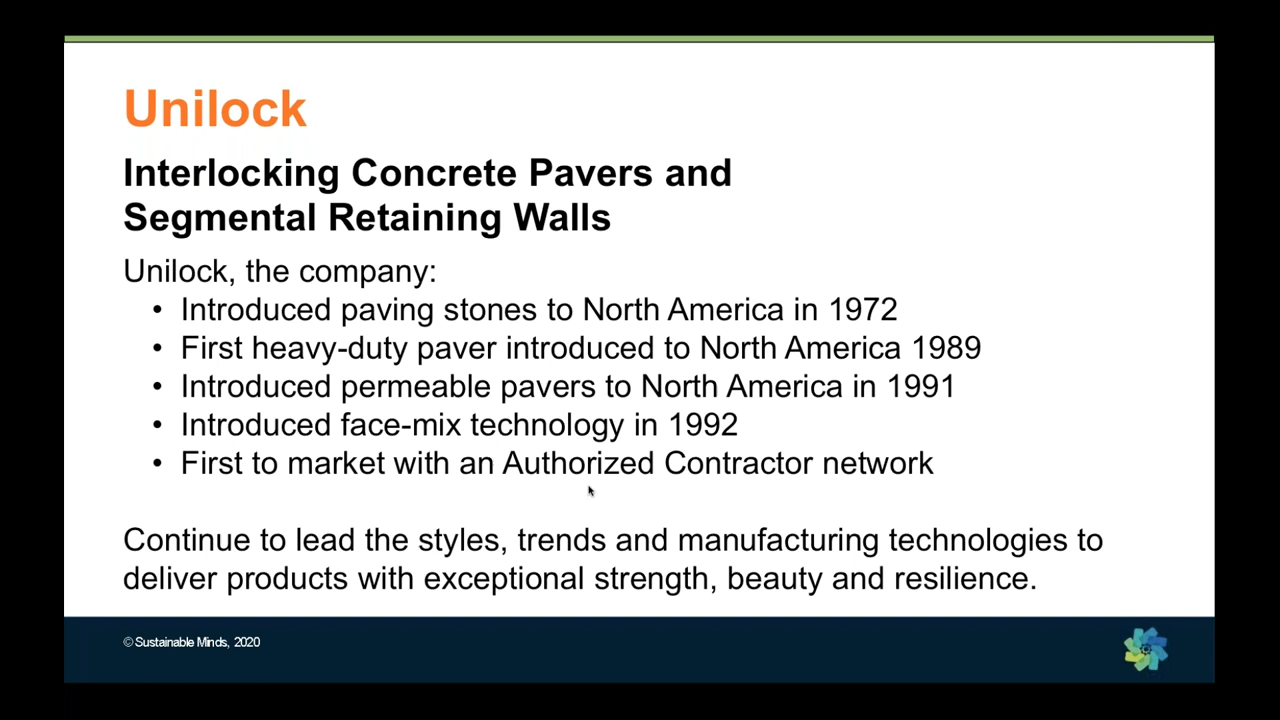 Unilock
Interlocking Concrete Pavers and
Segmental Retaining Walls
Unilock, the company:
• Introduced paving stones to North America in 1972
• First heavy-duty paver introduced to North America 1989
• Introduced permeable pavers to North America in 1991
• Introduced face-mix technology in 1992
• First to market with an Authorized Contractor network
Continue to lead the styles, trends and manufacturing technologies to
deliver products with exceptional strength, beauty and resilience.
© Sustainable Minds, 2020